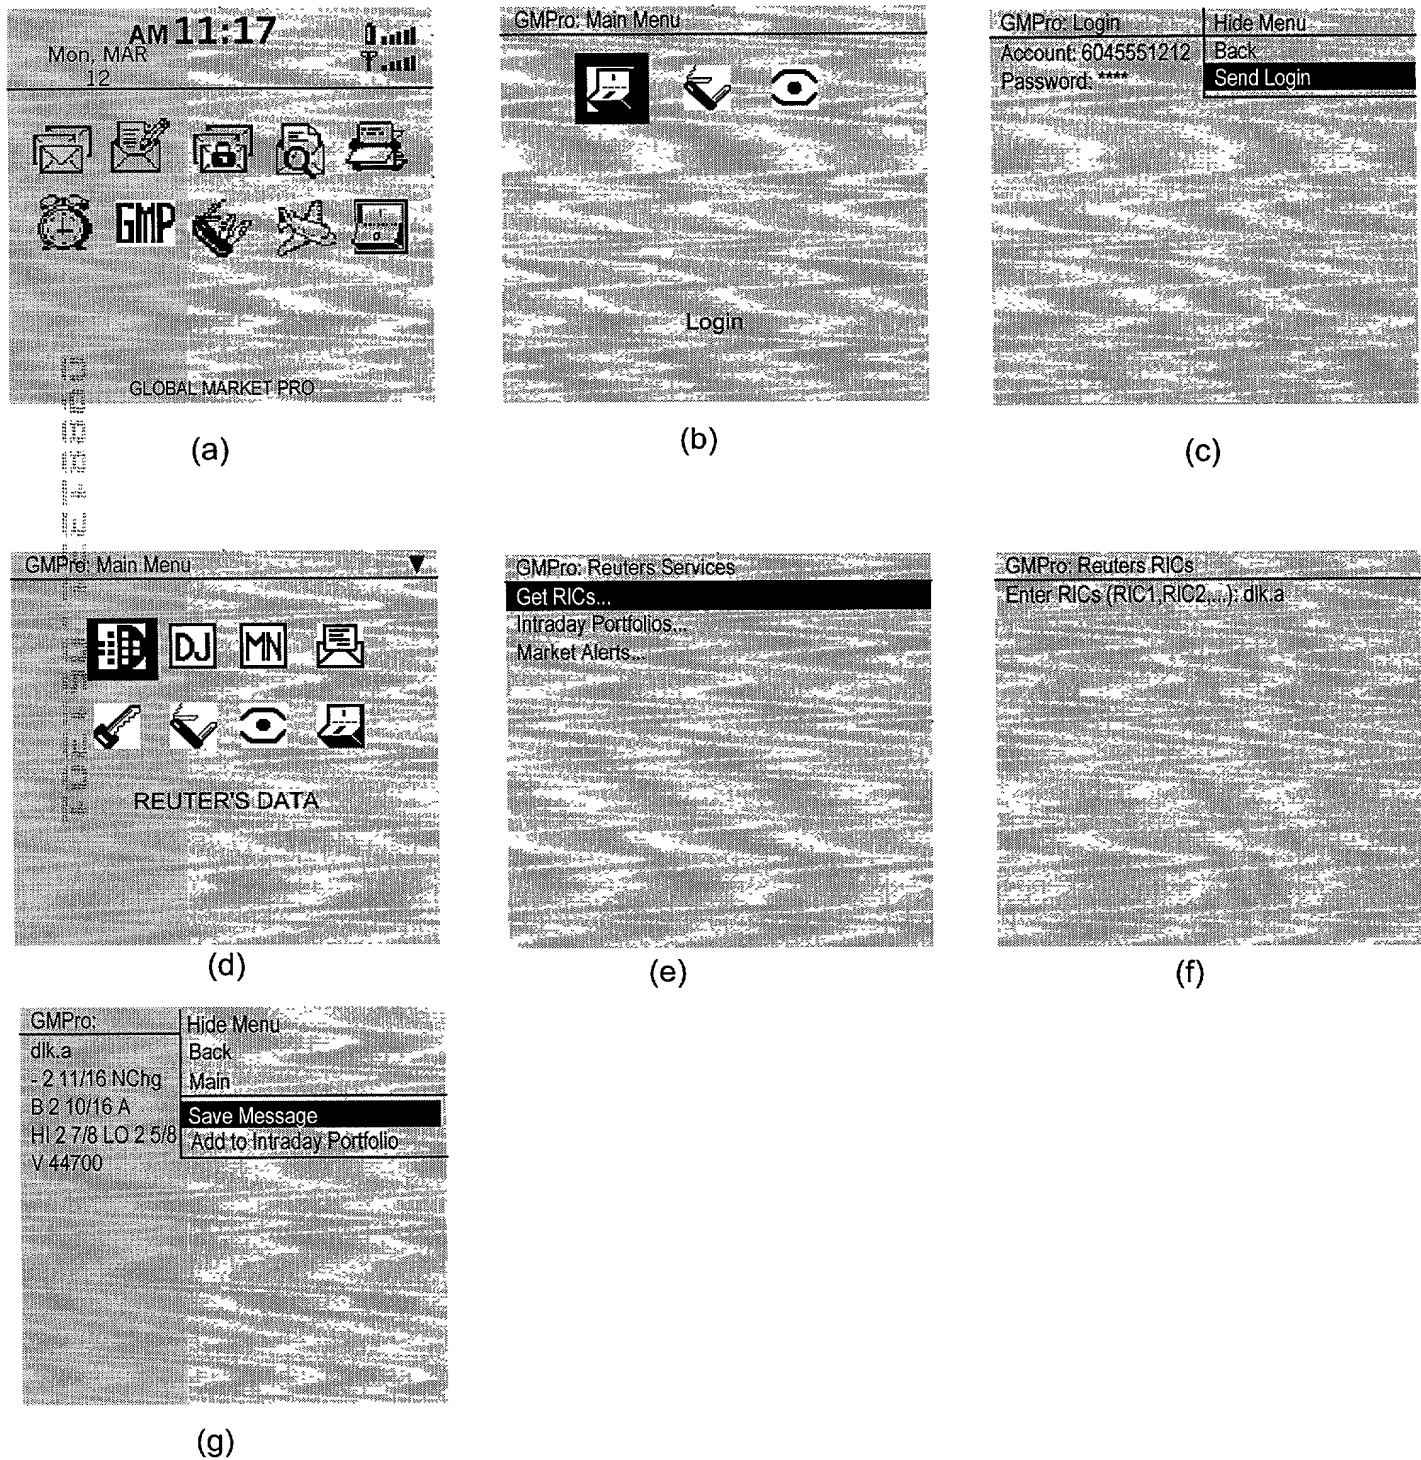 AM 11:17
Mon, MAR
12
GMP
GLOBAL MARKET PRO
(a)
GMPro: Main Menu
Login
(b)
GMPro: Login
Account: 6045551212
Password: ****
Hide Menu
Back
Send Login
(c)
GMPro: Main Menu
DJ
MN
REUTER'S DATA
(d)
GMPro: Reuters Services
Get RICs...
Intraday Portfolios...
Market Alerts...
(e)
GMPro: Reuters RICs
Enter RICs (RIC1,RIC2,...): dlk.a
(f)
GMPro:
dlk.a
- 2 11/16 NChg
B 2 10/16 A
HI 2 7/8 LO 2 5/8
V 44700
Hide Menu
Back
Main
Save Message
Add to Intraday Portfolio
(g)